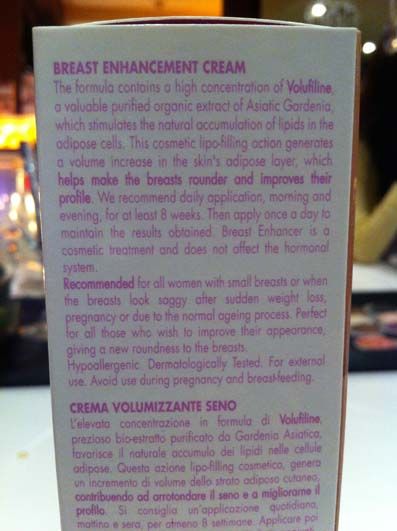 BREAST ENHANCEMENT CREAM
The formula contains a high concentration of Volufiline,
a valuable purified organic extract of Asiatic Gardenia,
which stimulates the natural accumulation of lipids in the
adipose cells. This cosmetic lipo-filling action generates
a volume increase in the skin's adipose layer, which
helps make the breasts rounder and improves their
profile. We recommend daily application, morning and
evening, for at least 8 weeks. Then apply once a day to
maintain the results obtained. Breast Enhancer is a
cosmetic treatment and does not affect the hormonal
system.
Recommended for all women with small breasts or when
the breasts look saggy after sudden weight loss,
pregnancy or due to the normal ageing process. Perfect
for all those who wish to improve their appearance,
giving a new roundness to the breasts.
Hypoallergenic. Dermatologically Tested. For external
use. Avoid use during pregnancy and breast-feeding.
CREMA VOLUMIZZANTE SENO
L'elevata concentrazione in formula di Volufiline,
prezioso bio-estratto purificato da Gardenia Asiatica,
favorisce il naturale accumulo dei lipidi nelle cellule
adipose. Questa azione lipo-filling cosmetica, genera
un incremento di volume dello strato adiposo cutaneo,
contribuendo ad arrotondare il seno e a migliorarne il
profilo. Si consiglia un'applicazione quotidiana,
mattino e sera, per almeno 8 settimane. Applicare poi